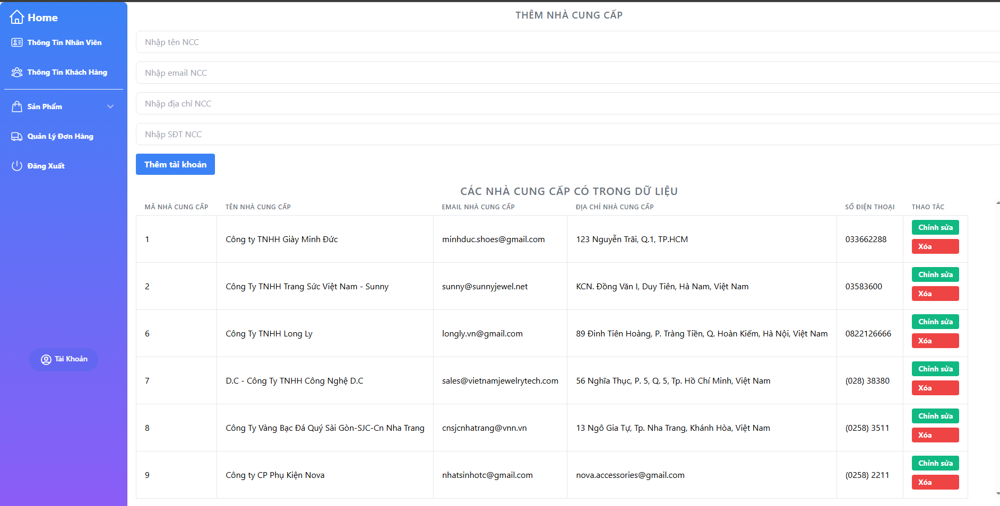 Home
Thông Tin Nhân Viên
Thông Tin Khách Hàng
Sản Phẩm
Quản Lý Đơn Hàng
Đăng Xuất
Tài Khoản
THÊM NHÀ CUNG CẤP
Nhập tên NCC
Nhập email NCC
Nhập địa chỉ NCC
Nhập SĐT NCC
Thêm tài khoản
CÁC NHÀ CUNG CẤP CÓ TRONG DỮ LIỆU
MÃ NHÀ CUNG CẤP TÊN NHÀ CUNG CẤP EMAIL NHÀ CUNG CẤP ĐỊA CHỈ NHÀ CUNG CẤP SỐ ĐIỆN THOẠI THAO TÁC
1 Công ty TNHH Giày Minh Đức minhduc.shoes@gmail.com 123 Nguyễn Trãi, Q.1, TP.HCM 033662288 Chỉnh sửa
Xóa
2 Công Ty TNHH Trang Sức Việt Nam - Sunny sunny@sunnyjewel.net KCN. Đồng Văn I, Duy Tiên, Hà Nam, Việt Nam 03583600 Chỉnh sửa
Xóa
6 Công Ty TNHH Long Ly longly.vn@gmail.com 89 Đinh Tiên Hoàng, P. Tràng Tiền, Q. Hoàn Kiếm, Hà Nội, Việt Nam 0822126666 Chỉnh sửa
Xóa
7 D.C - Công Ty TNHH Công Nghệ D.C sales@vietnamjewelrytech.com 56 Nghĩa Thục, P. 5, Q. 5, Tp. Hồ Chí Minh, Việt Nam (028) 38380 Chỉnh sửa
Xóa
8 Công Ty Vàng Bạc Đá Quý Sài Gòn-SJC-Cn Nha Trang cnsjcnhatrang@vnn.vn 13 Ngô Gia Tự, Tp. Nha Trang, Khánh Hòa, Việt Nam (0258) 3511 Chỉnh sửa
Xóa
9 Công ty CP Phụ Kiện Nova nhatsinhotc@gmail.com nova.accessories@gmail.com (0258) 2211 Chỉnh sửa
Xóa